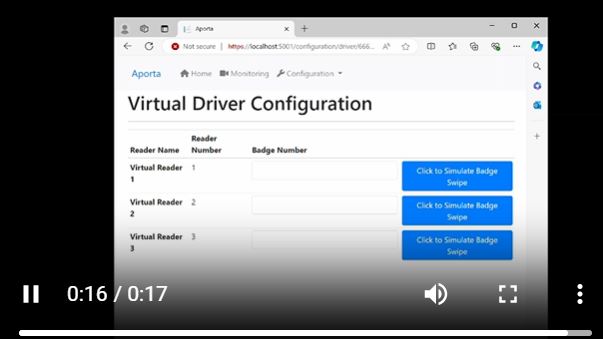 Aporta
Not secure https://localhost:5001/configuration/driver/666...
Aporta Home Monitoring Configuration
Virtual Driver Configuration
Reader Name Reader Number Badge Number
Virtual Reader 1 1 Click to Simulate Badge Swipe
Virtual Reader 2 2 Click to Simulate Badge Swipe
Virtual Reader 3 3 Click to Simulate Badge Swipe
0:16 / 0:17